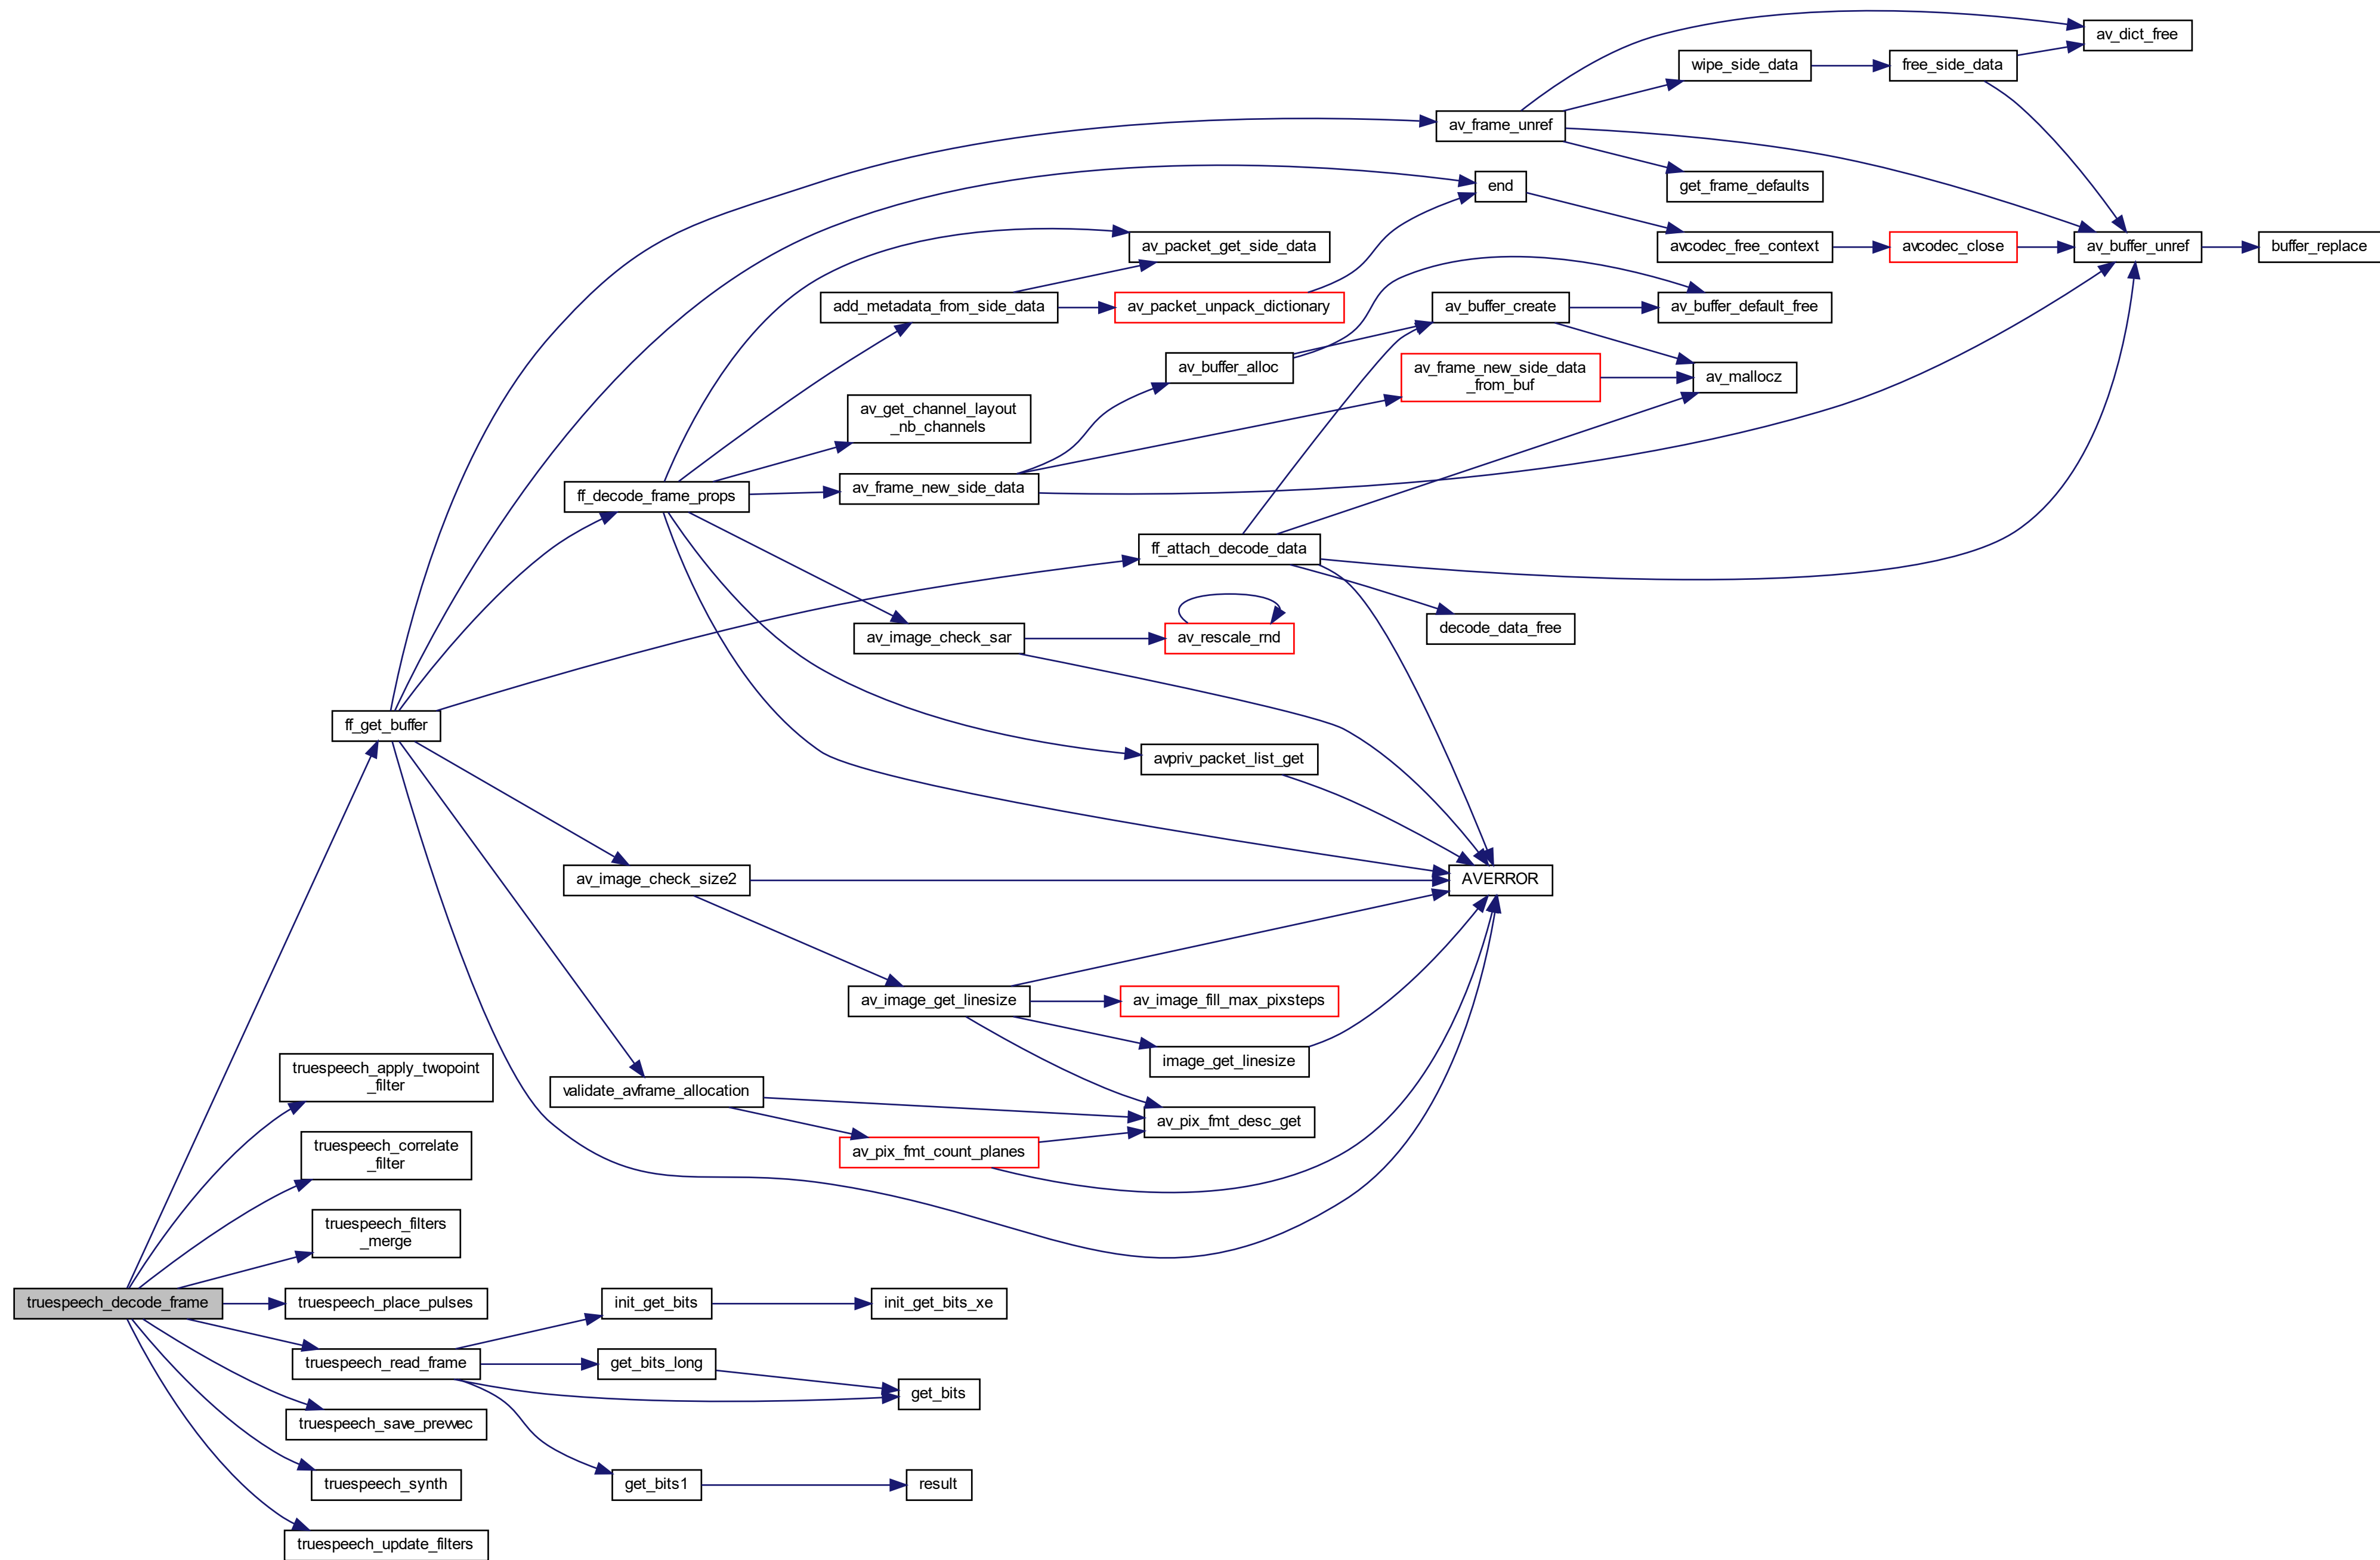 av_dict_free
wipe_side_data
free_side_data
av_frame_unref
end
get_frame_defaults
av_packet_get_side_data
avcodec_free_context
avcodec_close
av_buffer_unref
buffer_replace
add_metadata_from_side_data
av_packet_unpack_dictionary
av_buffer_create
av_buffer_default_free
av_buffer_alloc
av_frame_new_side_data
_from_buf
av_mallocz
av_get_channel_layout
_nb_channels
ff_decode_frame_props
av_frame_new_side_data
ff_attach_decode_data
av_image_check_sar
av_rescale_rnd
decode_data_free
ff_get_buffer
avpriv_packet_list_get
av_image_check_size2
AVERROR
av_image_get_linesize
av_image_fill_max_pixsteps
image_get_linesize
truespeech_apply_twopoint
_filter
validate_avframe_allocation
av_pix_fmt_desc_get
truespeech_correlate
_filter
av_pix_fmt_count_planes
truespeech_filters
_merge
truespeech_decode_frame
truespeech_place_pulses
init_get_bits
init_get_bits_xe
truespeech_read_frame
get_bits_long
get_bits
truespeech_save_prevvec
truespeech_synth
get_bits1
result
truespeech_update_filters